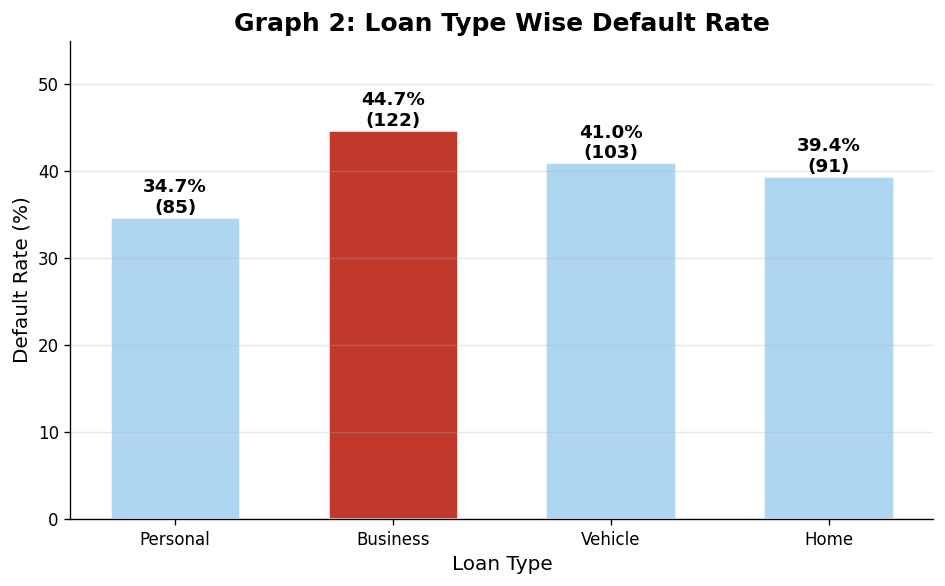 Graph 2: Loan Type Wise Default Rate
Default Rate (%)
50
40
30
20
10
0
34.7%
(85)
44.7%
(122)
41.0%
(103)
39.4%
(91)
Personal
Business
Vehicle
Home
Loan Type